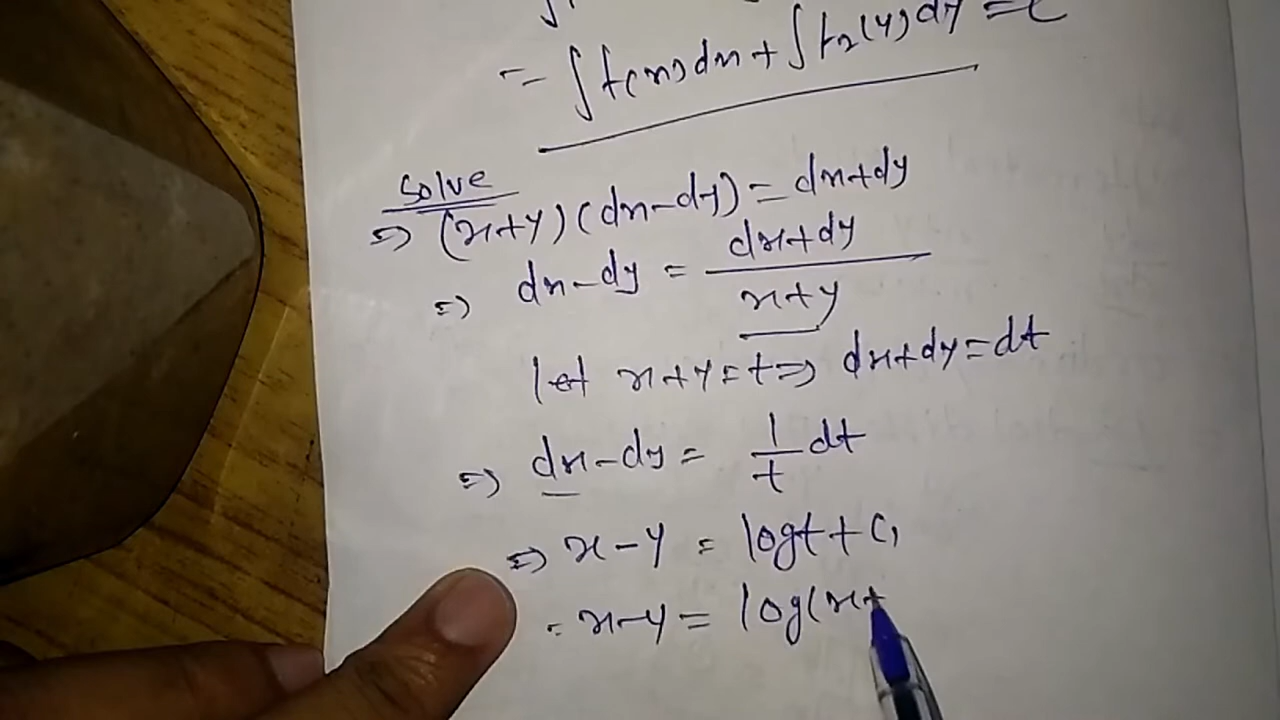 = ∫f(x)dx + ∫f₂(y)dy = C
Solve
⇒ (x+y)(dx-dy) = dx+dy
⇒ dx-dy = dx+dy / x+y
let x+y=t ⇒ dx+dy=dt
⇒ dx-dy = 1/t dt
⇒ x-y = logt + C₁
= x-y = log(x+